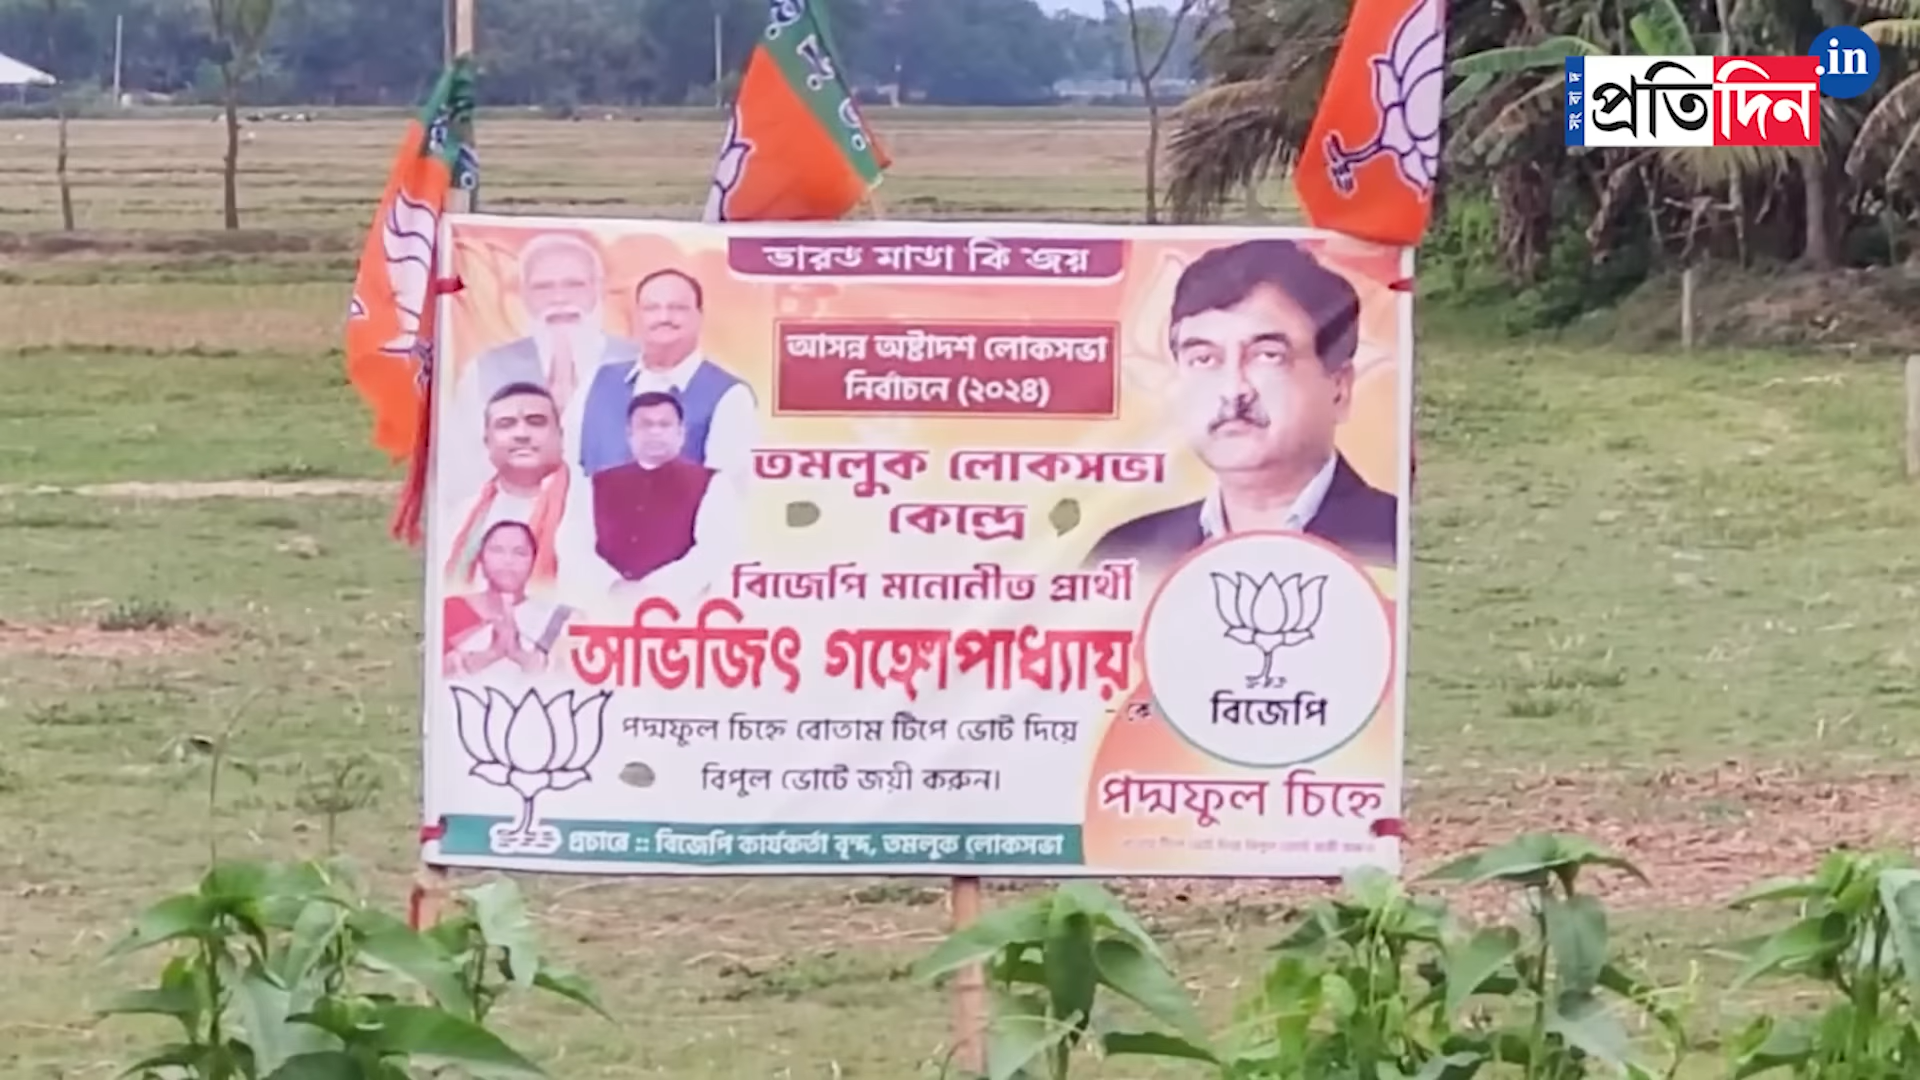 সংবাদ প্রতিদিন .in
ভারত মাতা কি জয়
আসন্ন অষ্টাদশ লোকসভা
নির্বাচনে (২০২৪)
তমলুক লোকসভা
কেন্দ্রে
বিজেপি মনোনীত প্রার্থী
অভিজিৎ গঙ্গোপাধ্যায়
- কে
পদ্মফুল চিহ্নে বোতাম টিপে ভোট দিয়ে
বিপুল ভোটে জয়ী করুন।
বিজেপি
পদ্মফুল চিহ্নে
প্রচারে :: বিজেপি কার্যকর্তা বৃন্দ, তমলুক লোকসভা